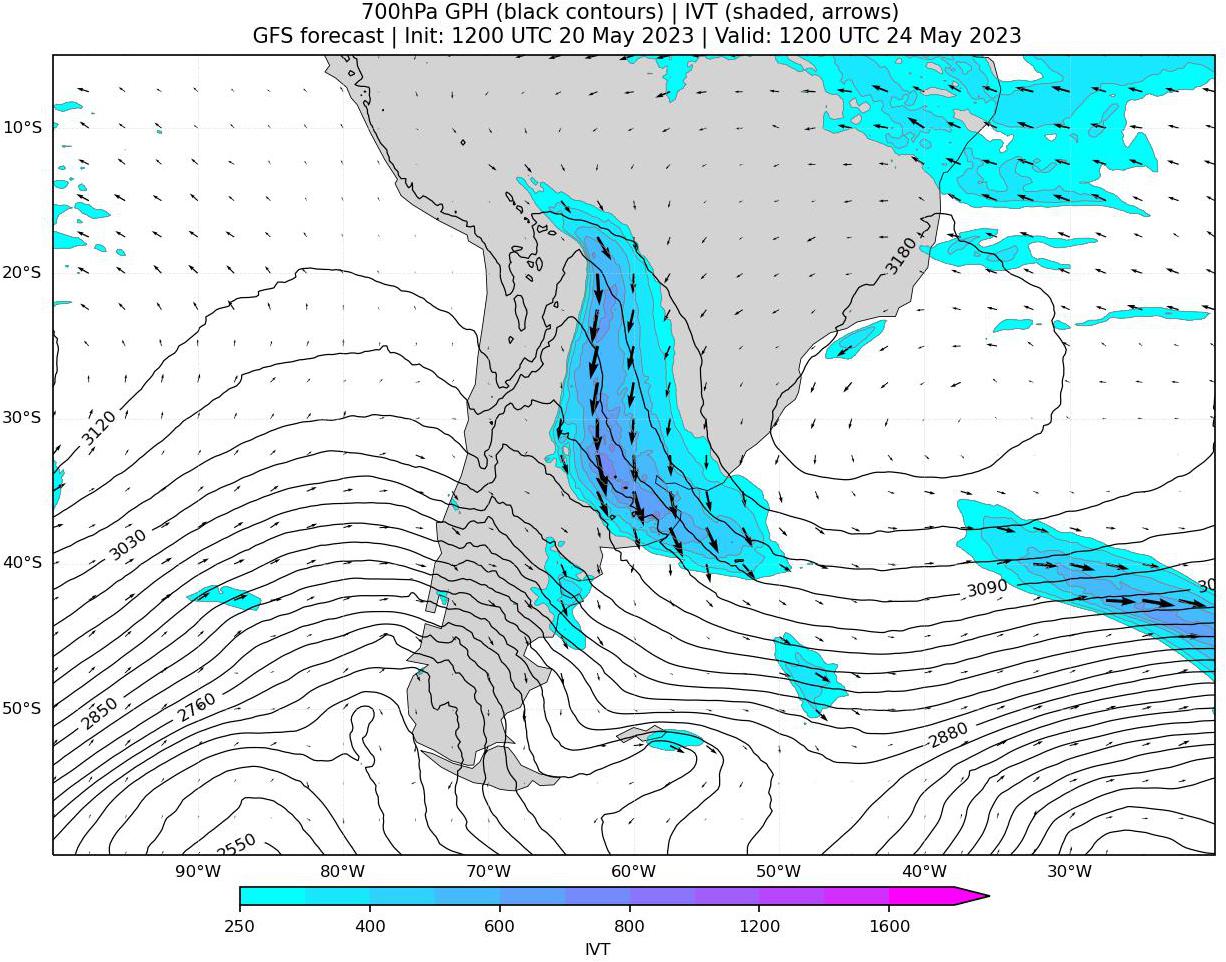 700hPa GPH (black contours) | IVT (shaded, arrows)
GFS forecast | Init: 1200 UTC 20 May 2023 | Valid: 1200 UTC 24 May 2023
10°S
3180
20°S
30°S
3120
3030
40°S
3090
30
2850
2760
50°S
2880
2550
90°W
80°W
70°W
60°W
50°W
40°W
30°W
250
400
600
800
1200
1600
IVT